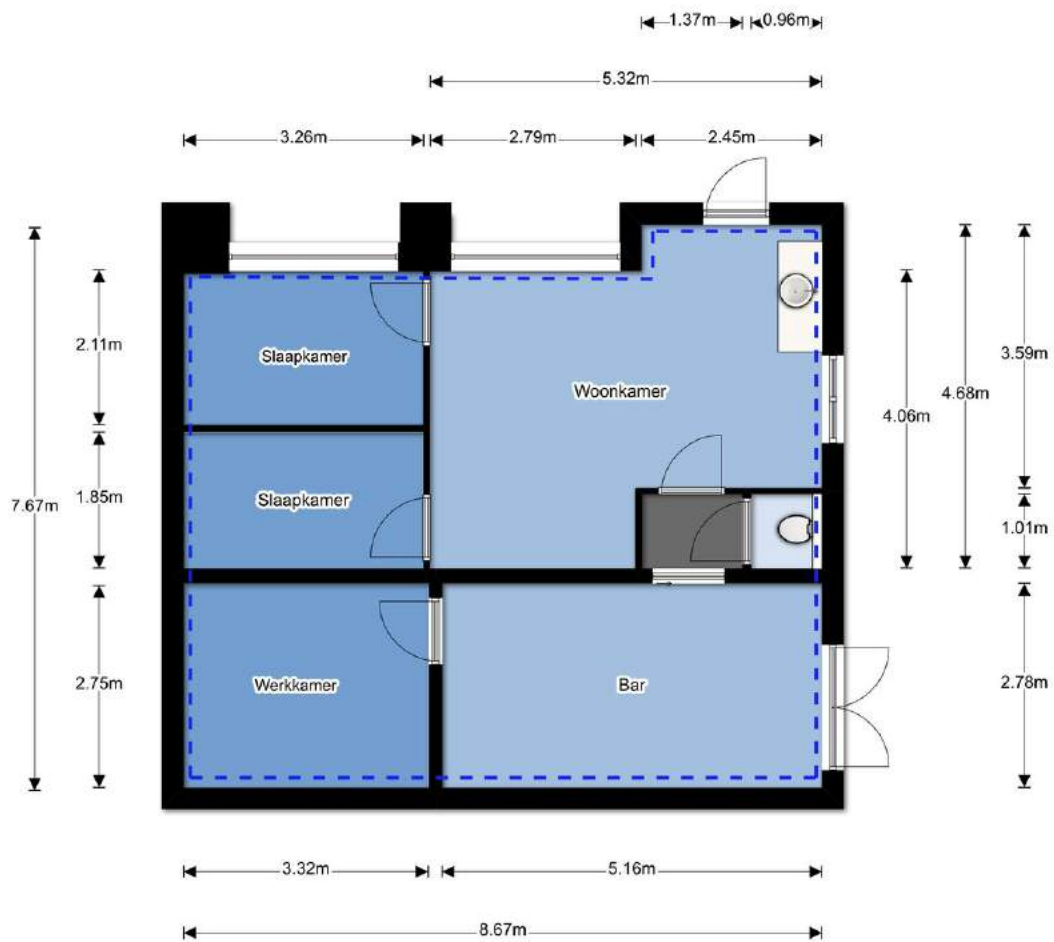 1.37m 0.96m
5.32m
3.26m 2.79m 2.45m
2.11m
Slaapkamer
Woonkamer
3.59m
4.68m
4.06m
1.85m
Slaapkamer
7.67m
1.01m
2.75m
Werkkamer
Bar
2.78m
3.32m 5.16m
8.67m